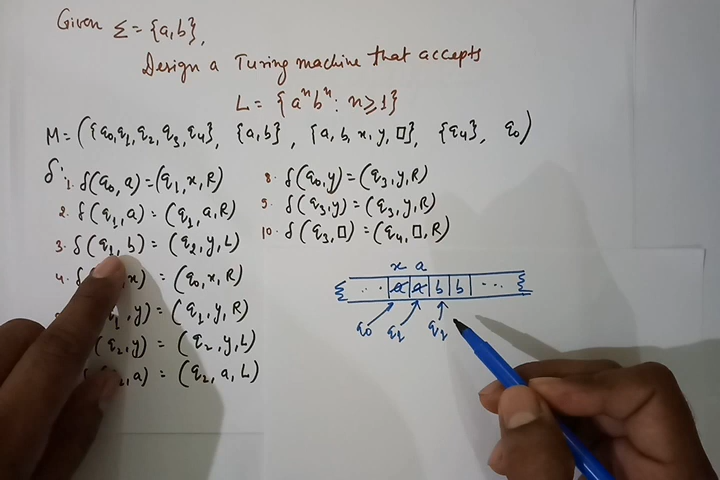 Given Σ = {a,b},
Design a Turing machine that accepts
L = {aⁿbⁿ: n ≥ 1}
M = ({q0,q1,q2,q3,q4}, {a,b}, {a, b, x, y, □}, {q4}, q0)
δ:
1. δ(q0, a) = (q1, x, R)
2. δ(q1, a) = (q1, a, R)
3. δ(q1, b) = (q2, y, L)
4. , x) = (q0, x, R)
, y) = (q1, y, R)
(q2, y) = (q2, y, L)
, a) = (q2, a, L)
8. δ(q0, y) = (q3, y, R)
9. δ(q3, y) = (q3, y, R)
10. δ(q3, □) = (q4, □, R)
x a
· · a a b b · · ·
q0 q1 q1